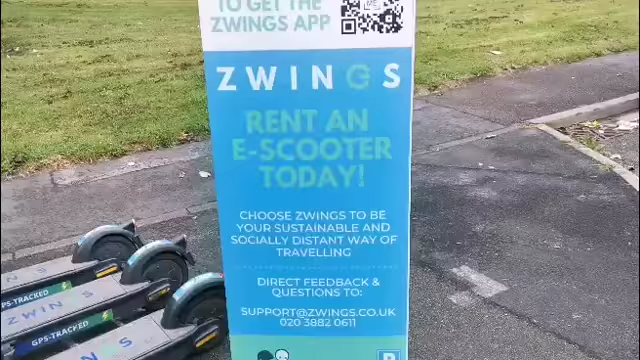 TO GET THE
ZWINGS APP
ZWINGS
RENT AN
E-SCOOTER
TODAY!
CHOOSE ZWINGS TO BE
YOUR SUSTAINABLE AND
SOCIALLY DISTANT WAY OF
TRAVELLING
DIRECT FEEDBACK &
QUESTIONS TO:
SUPPORT@ZWINGS.CO.UK
020 3882 0611
P
GPS-TRACKED
ZWINGS
GPS-TRACKED